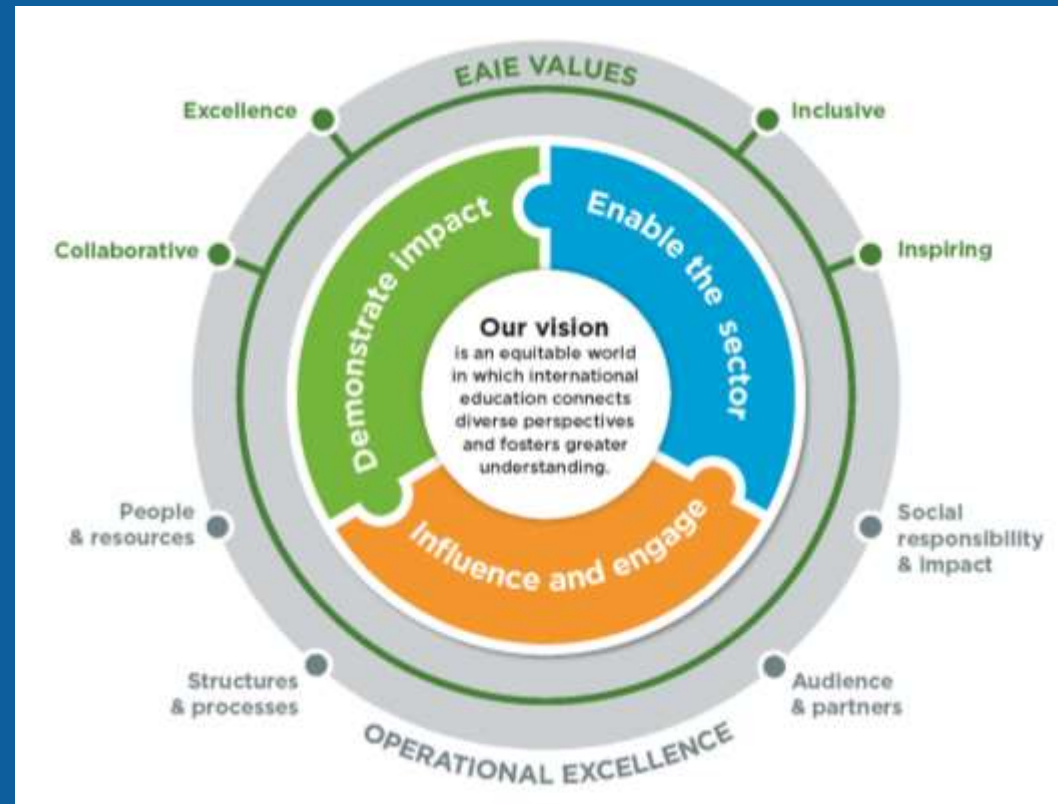 EAIE VALUES
Excellence
Inclusive
Collaborative
Inspiring
Demonstrate impact
Enable the sector
Our vision
is an equitable world
in which international
education connects
diverse perspectives
and fosters greater
understanding.
Influence and engage
People
& resources
Social
responsibility
& impact
Structures
& processes
Audience
& partners
OPERATIONAL EXCELLENCE